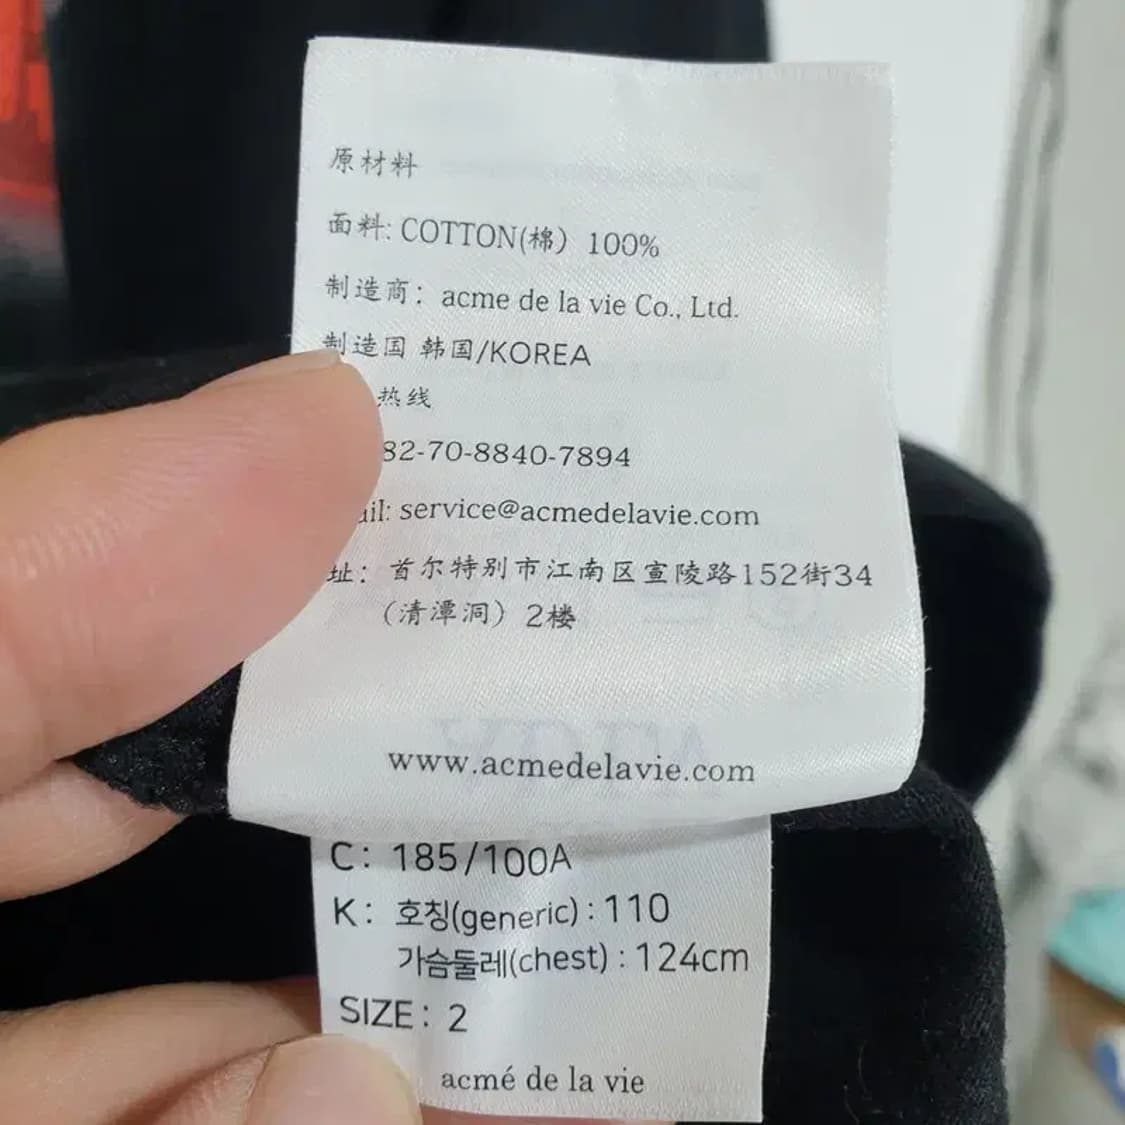 原材料
面料: COTTON(棉) 100%
制造商: acme de la vie Co., Ltd.
制造国 韩国/KOREA
热线
82-70-8840-7894
ail: service@acmedelavie.com
址: 首尔特别市江南区宣陵路152街34
(清潭洞) 2楼
www.acmedelavie.com
C: 185/100A
K: 호칭(generic) : 110
가슴둘레(chest) : 124cm
SIZE: 2
acmé de la vie